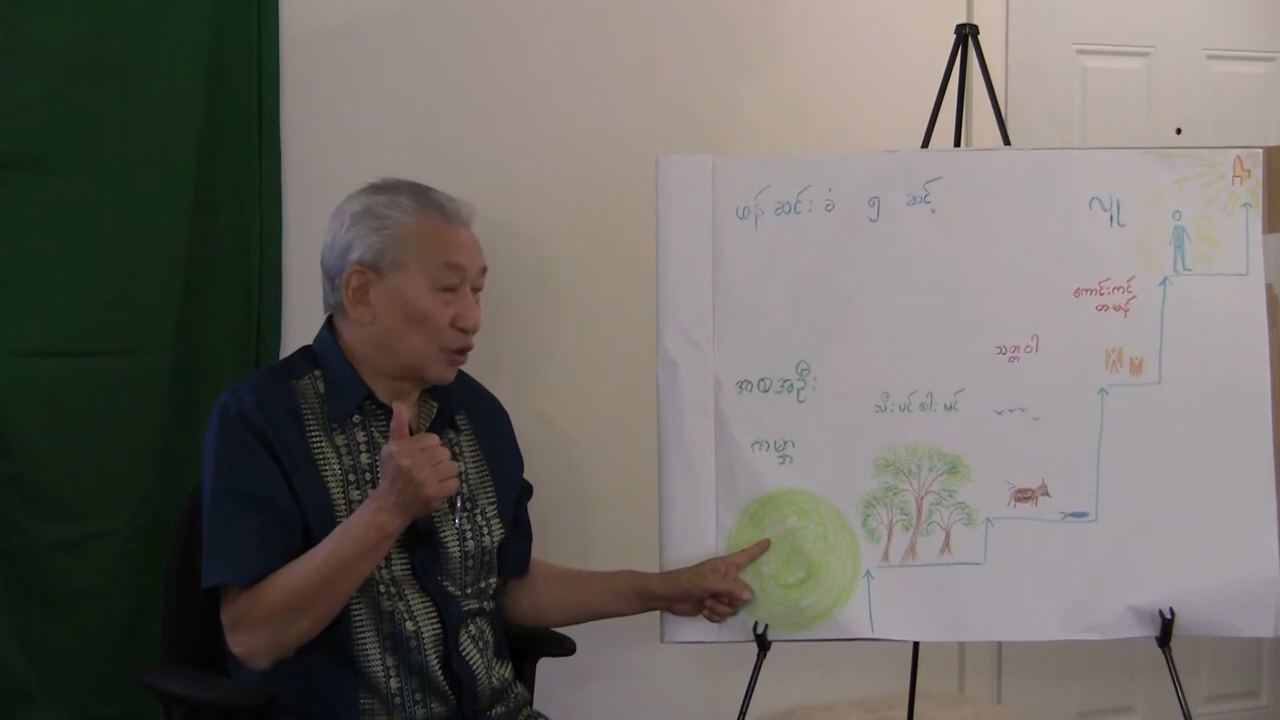 ဖန်ဆင်းခံ ၅ ဆင့်
လူ
ကောင်းကင်
တမန်
သတ္တဝါ
အစအဦး
သီးပင်စါးပင်
ကမ္ဘာ